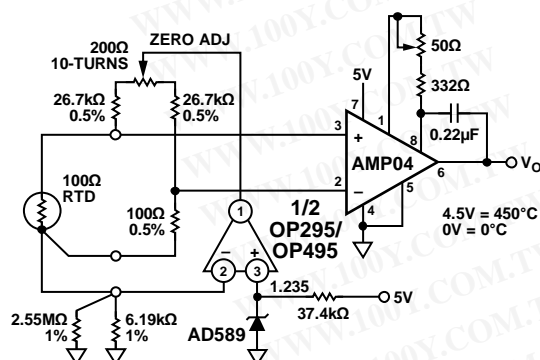 200Ω
10-TURNS
ZERO ADJ
26.7kΩ
0.5%
26.7kΩ
0.5%
50Ω
332Ω
5V
7
1
8
0.22µF
3
+
AMP04
6
VO
2
−
4
5
100Ω
RTD
100Ω
0.5%
1
1/2
OP295/
OP495
4.5V = 450°C
0V = 0°C
−
+
2
3
1.235
37.4kΩ
5V
2.55MΩ
1%
6.19kΩ
1%
AD589
WWW.100Y.COM.TW